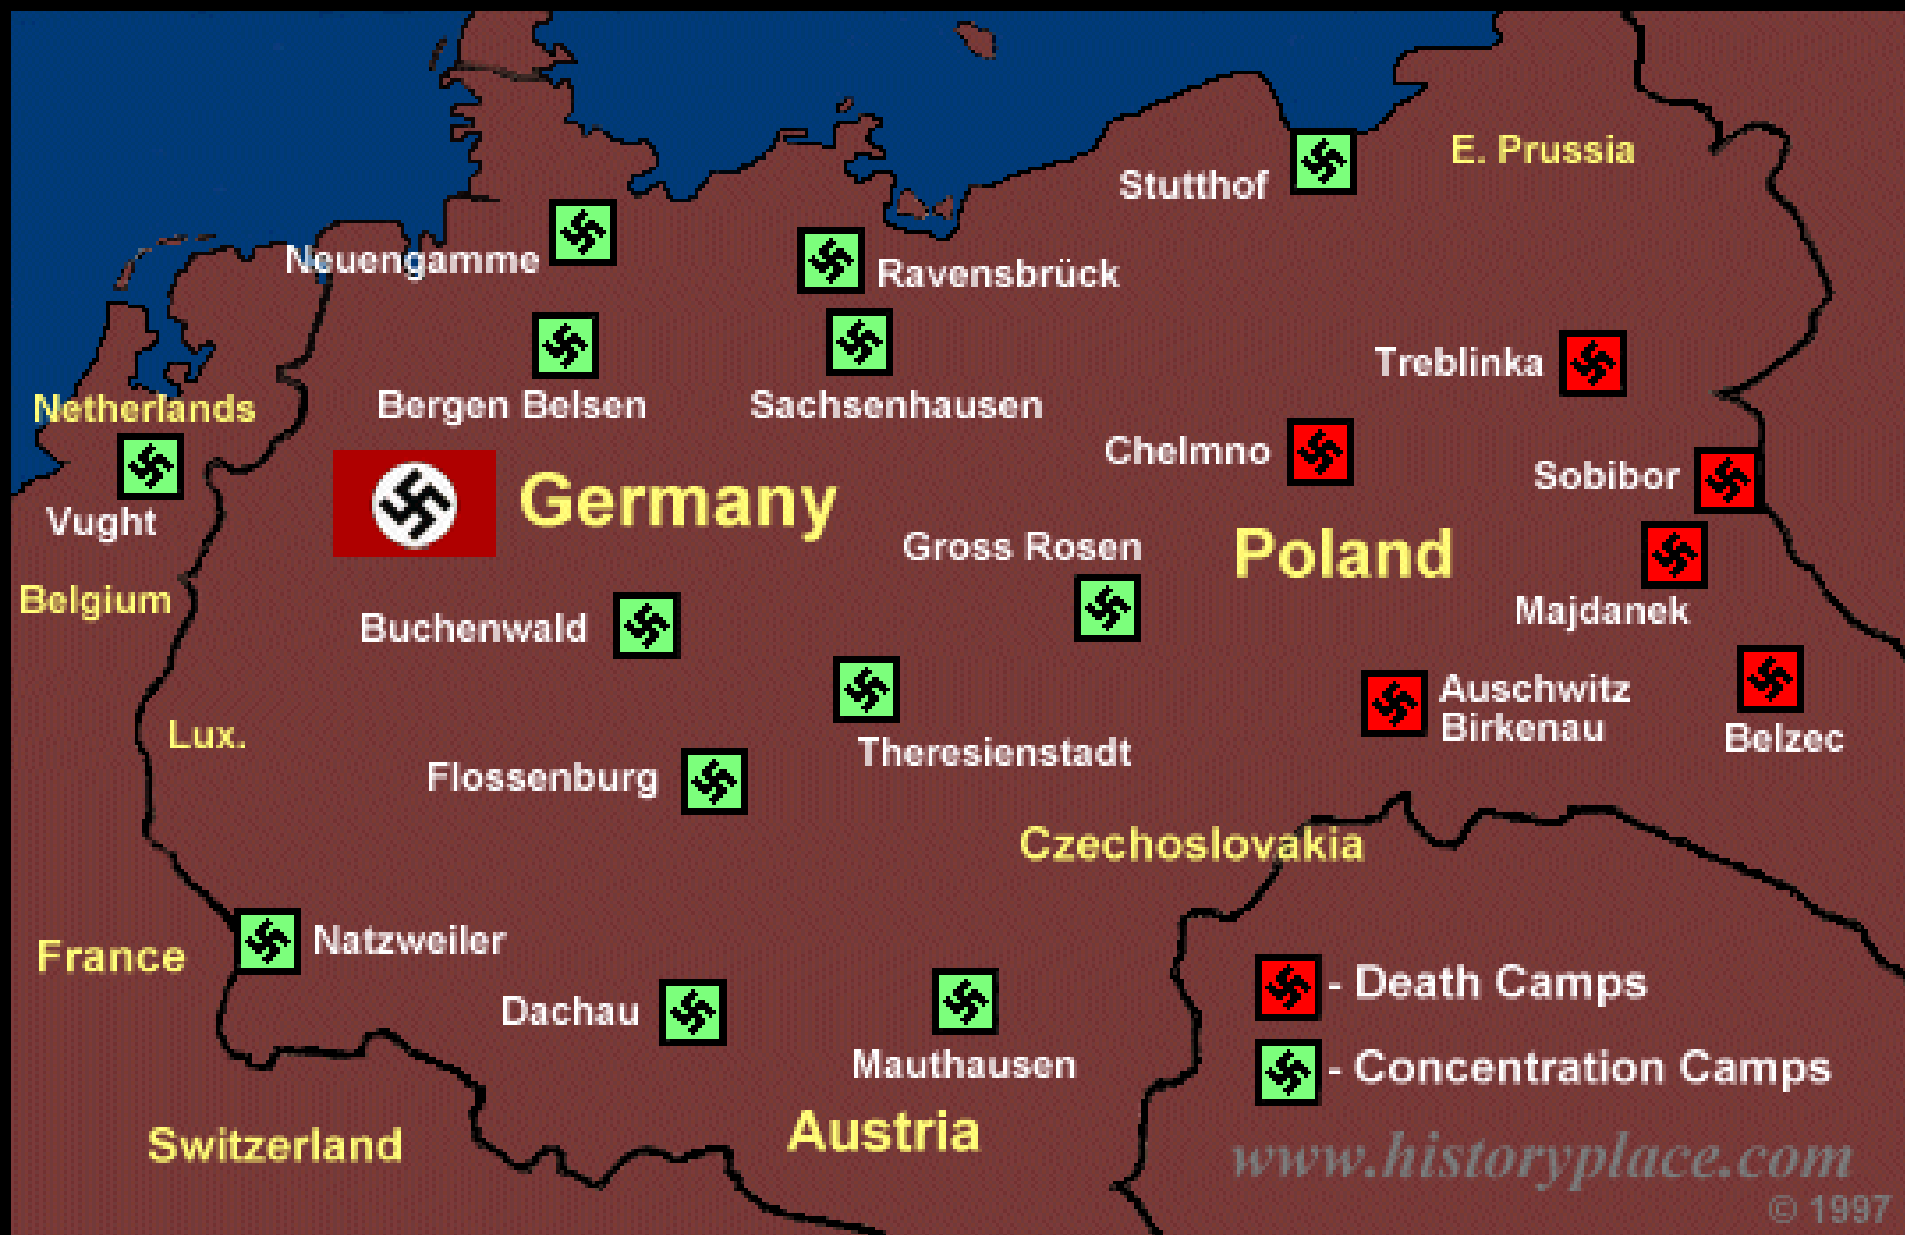 E. Prussia
Stutthof
Neuengamme
Ravensbrück
Treblinka
Netherlands
Bergen Belsen
Sachsenhausen
Chelmno
Sobibor
Vught
Germany
Gross Rosen
Poland
Belgium
Buchenwald
Majdanek
Auschwitz
Birkenau
Lux.
Belzec
Theresienstadt
Flossenburg
Czechoslovakia
France
Natzweiler
Dachau
- Death Camps
Mauthausen
- Concentration Camps
Switzerland
Austria
www.historyplace.com
© 1997